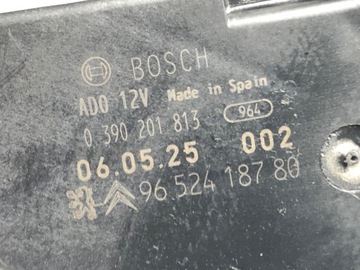 BOSCH
ADO 12V Made in Spain
0 390 201 813 964
06.05.25 002
96 524 187 80